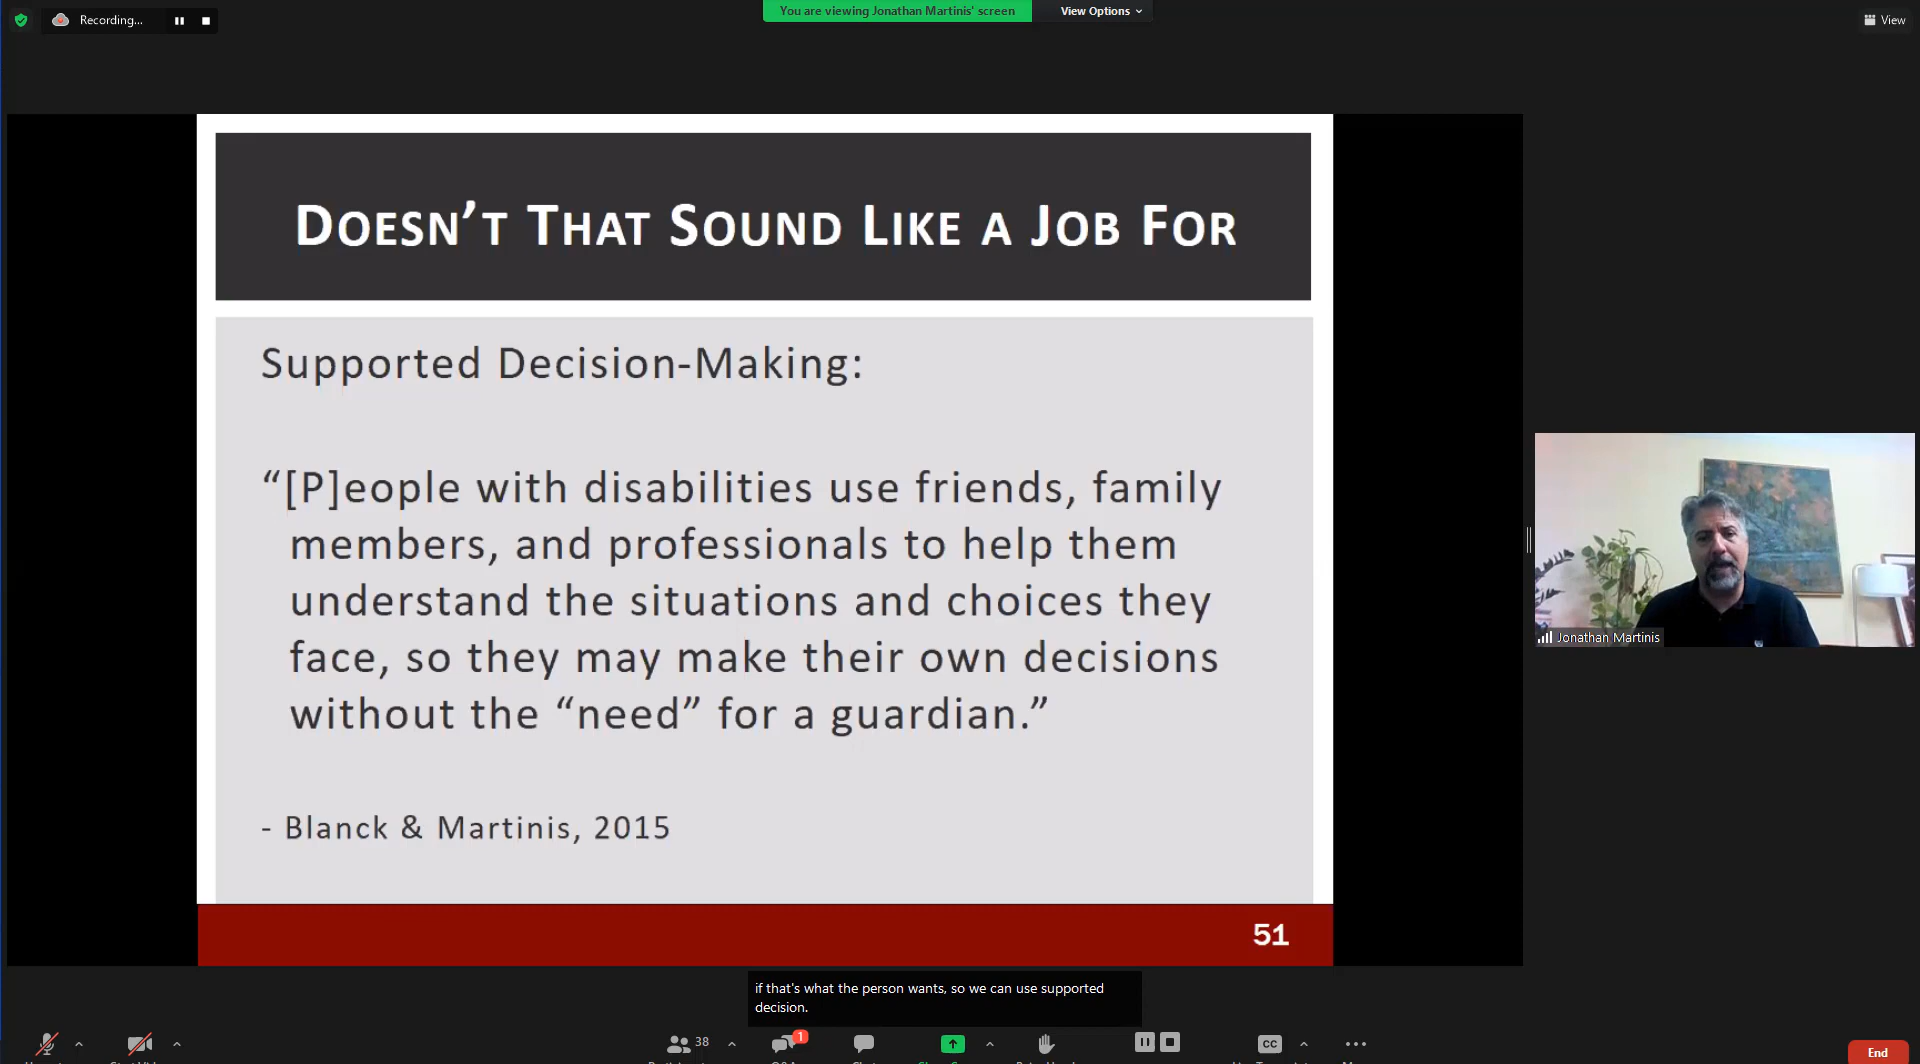 Recording...
You are viewing Jonathan Martinis' screen
View Options
View
DOESN'T THAT SOUND LIKE A JOB FOR
Supported Decision-Making:
“[P]eople with disabilities use friends, family
members, and professionals to help them
understand the situations and choices they
face, so they may make their own decisions
without the “need” for a guardian.”
- Blanck & Martinis, 2015
51
Jonathan Martinis
if that's what the person wants, so we can use supported
decision.
38
1
CC
End